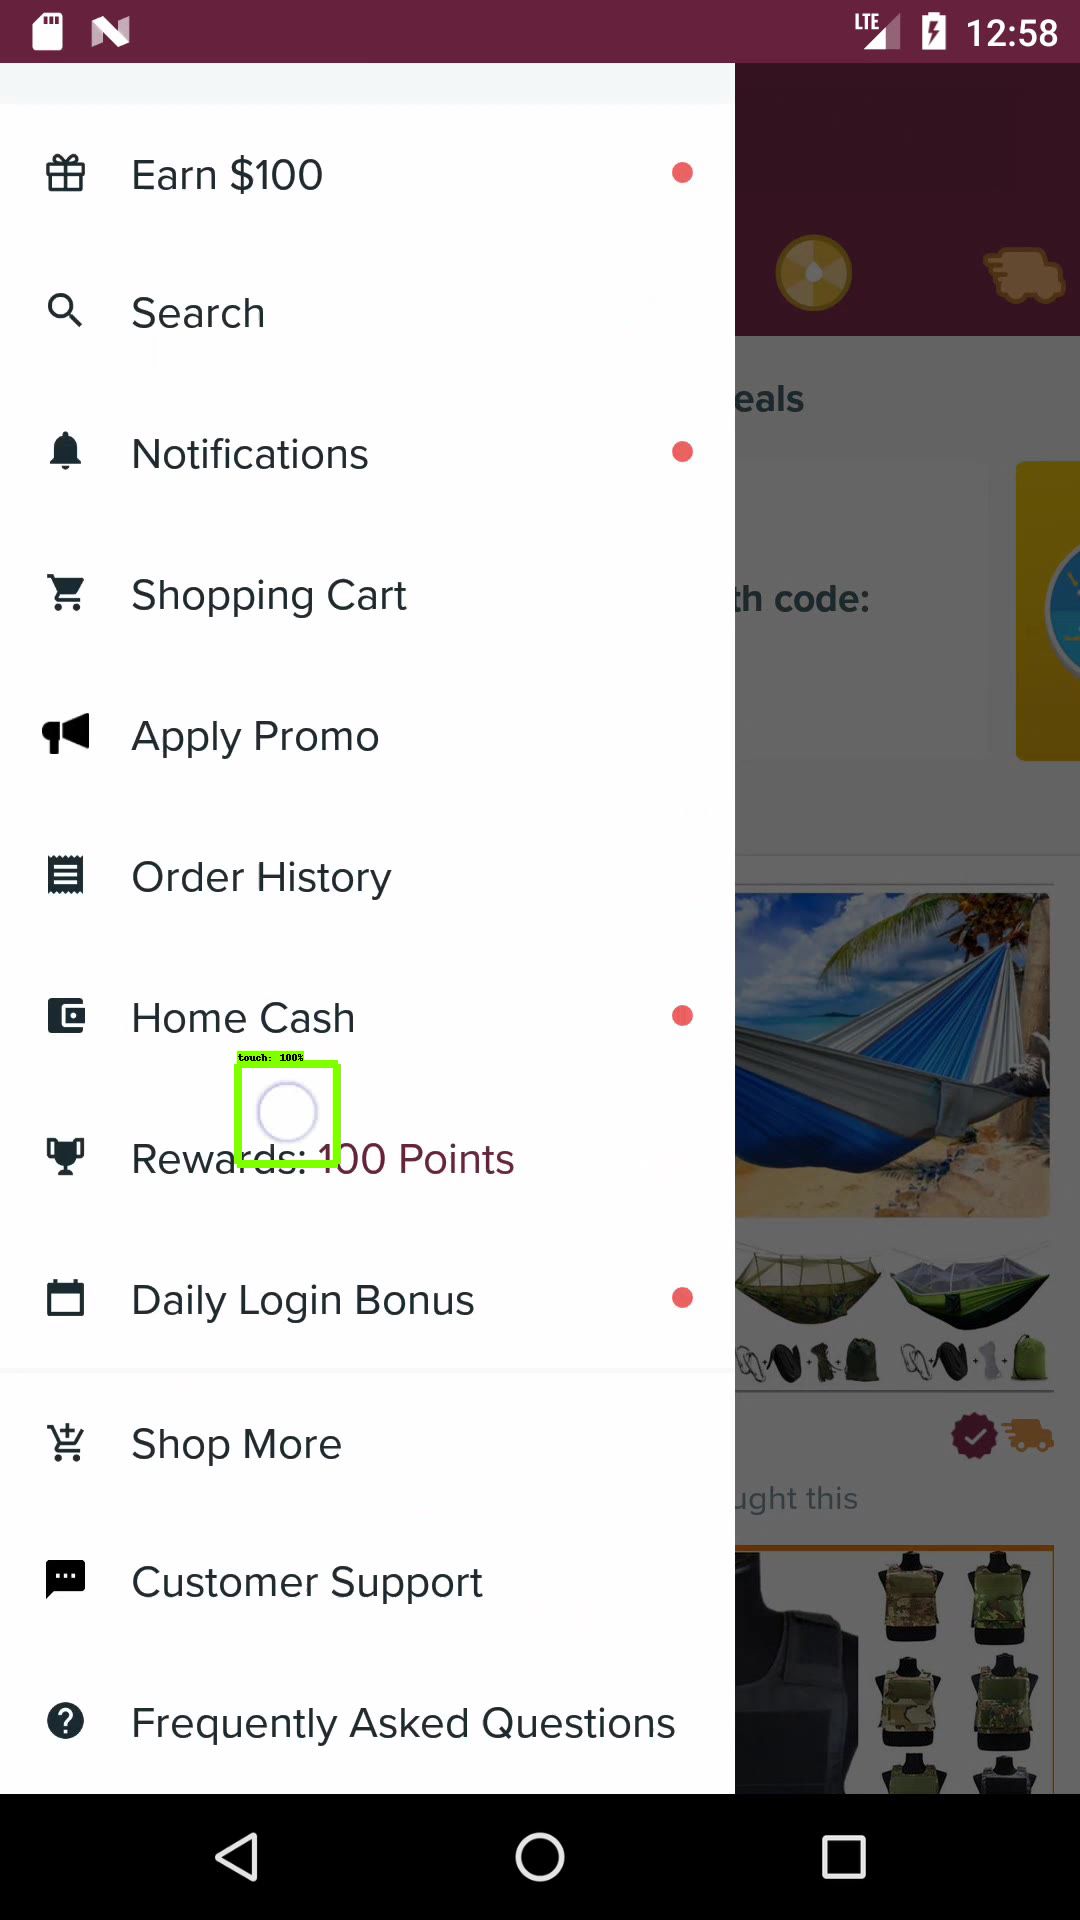 LTE 12:58
Earn $100
Search
eals
Notifications
Shopping Cart
th code:
Apply Promo
Order History
Home Cash
touch: 100%
Rewards: 100 Points
Daily Login Bonus
Shop More
ught this
Customer Support
Frequently Asked Questions